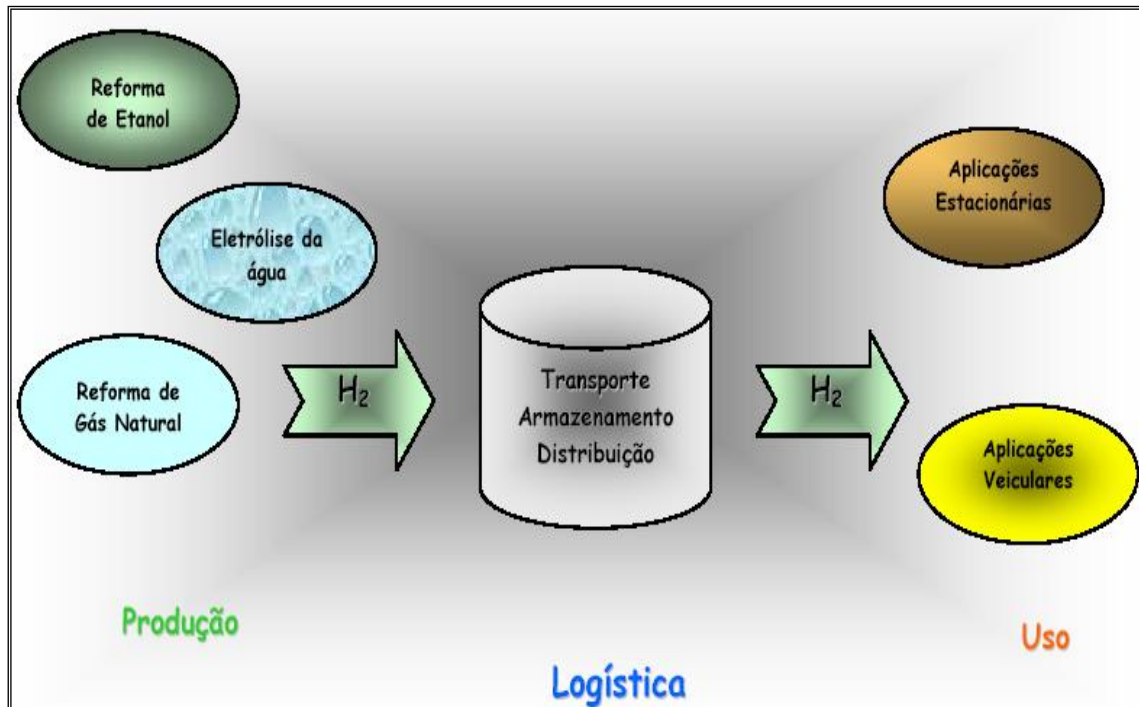 Reforma
de Etanol
Eletrólise da
água
Reforma de
Gás Natural
H₂
Transporte
Armazenamento
Distribuição
H₂
Aplicações
Estacionárias
Aplicações
Veiculares
Produção
Logística
Uso